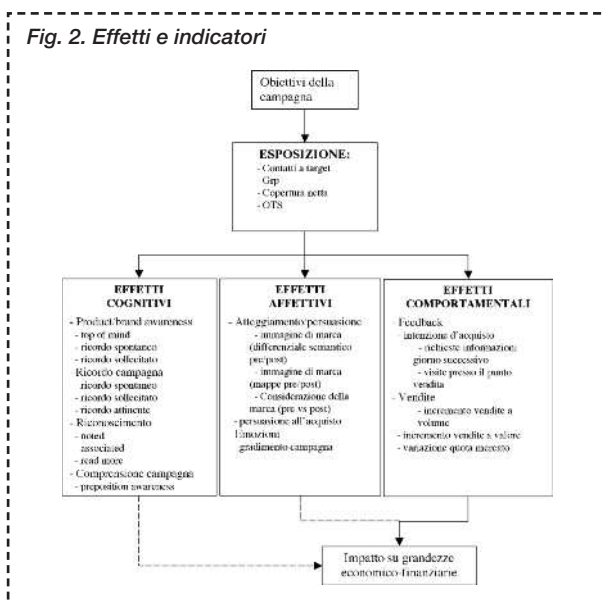 Fig. 2. Effetti e indicatori
Obiettivi della
campagna
ESPOSIZIONE:
- Contatti a target
Grp
- Copertura netta
- OTS
EFFETTI
COGNITIVI
- Product/brand awareness
- top of mind
- ricordo spontaneo
- ricordo sollecitato
Ricordo campagna
ricordo spontaneo
- ricordo sollecitato
- ricordo attinente
- Riconoscimento
- noted
associated
- read more
- Comprensione campagna
- preposition awareness
EFFETTI
AFFETTIVI
- Atteggiamento/persuasione
- immagine di marca
(differenziale semantico
pre/post)
- immagine di marca
(mappe pre/post)
- Considerazione della
marca (pre vs post)
- persuasione all'acquisto
Emozioni
gradimento campagna
EFFETTI
COMPORTAMENTALI
- Feedback
- intenzione d'acquisto
- richieste informazioni
giorno successivo
- visite presso il punto
vendita
- Vendite
- incremento vendite a
volume
- incremento vendite a valore
- variazione quota mercato
Impatto su grandezze
economico-finanziarie